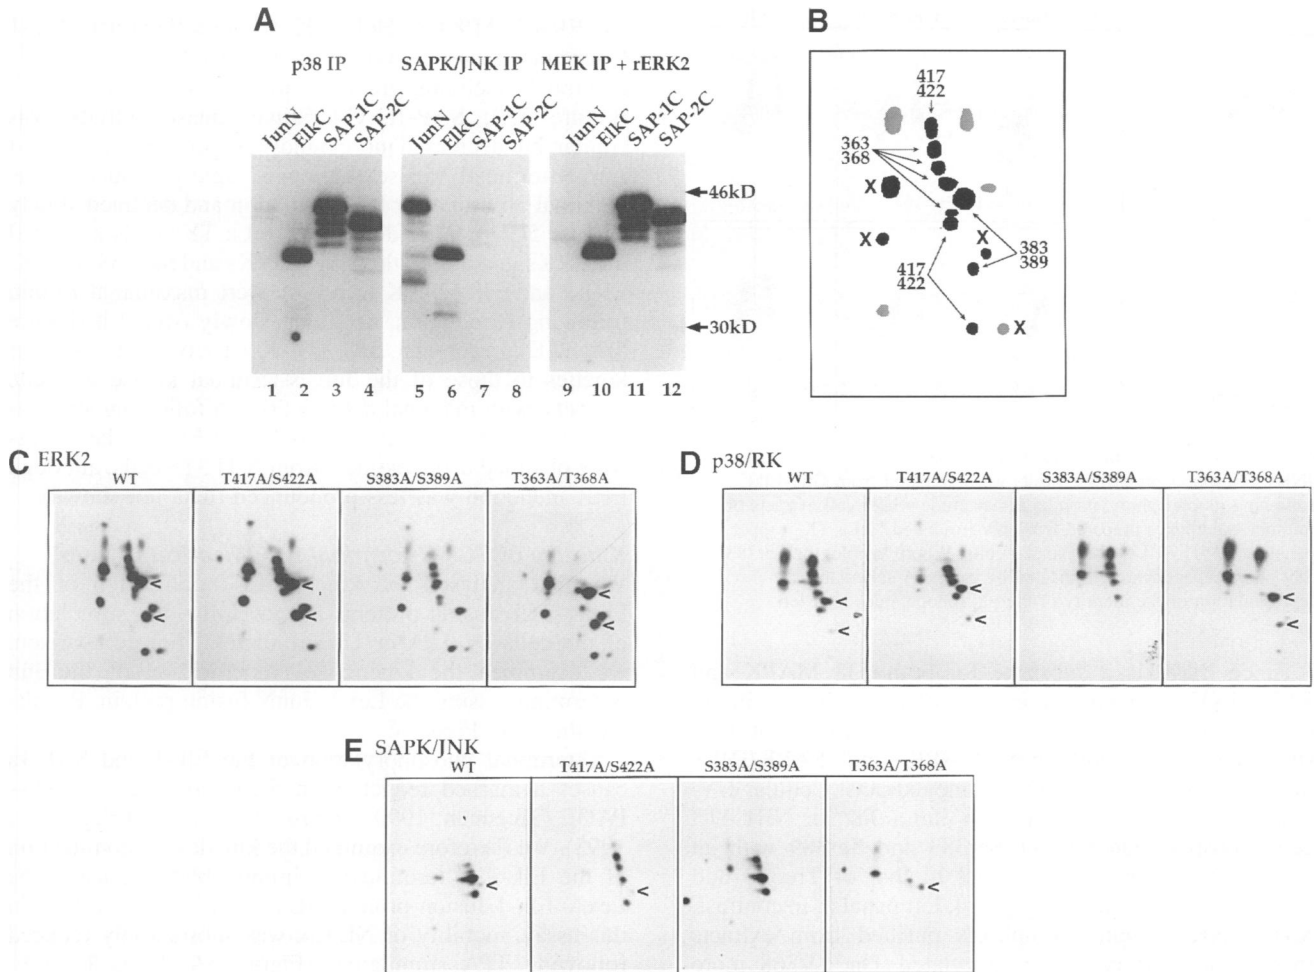 A
p38 IP
SAPK/JNK IP
MEK IP + rERK2
JunN
ElkC
SAP-1C
SAP-2C
JunN
ElkC
SAP-1C
SAP-2C
JunN
ElkC
SAP-1C
SAP-2C
46kD
30kD
1 2 3 4 5 6 7 8 9 10 11 12
B
417
422
363
368
X
X
X
383
389
417
422
X
C ERK2
WT T417A/S422A S383A/S389A T363A/T368A
<
<
<
<
<
<
D p38/RK
WT T417A/S422A S383A/S389A T363A/T368A
<
<
<
<
<
<
E SAPK/JNK
WT T417A/S422A S383A/S389A T363A/T368A
<
<
<